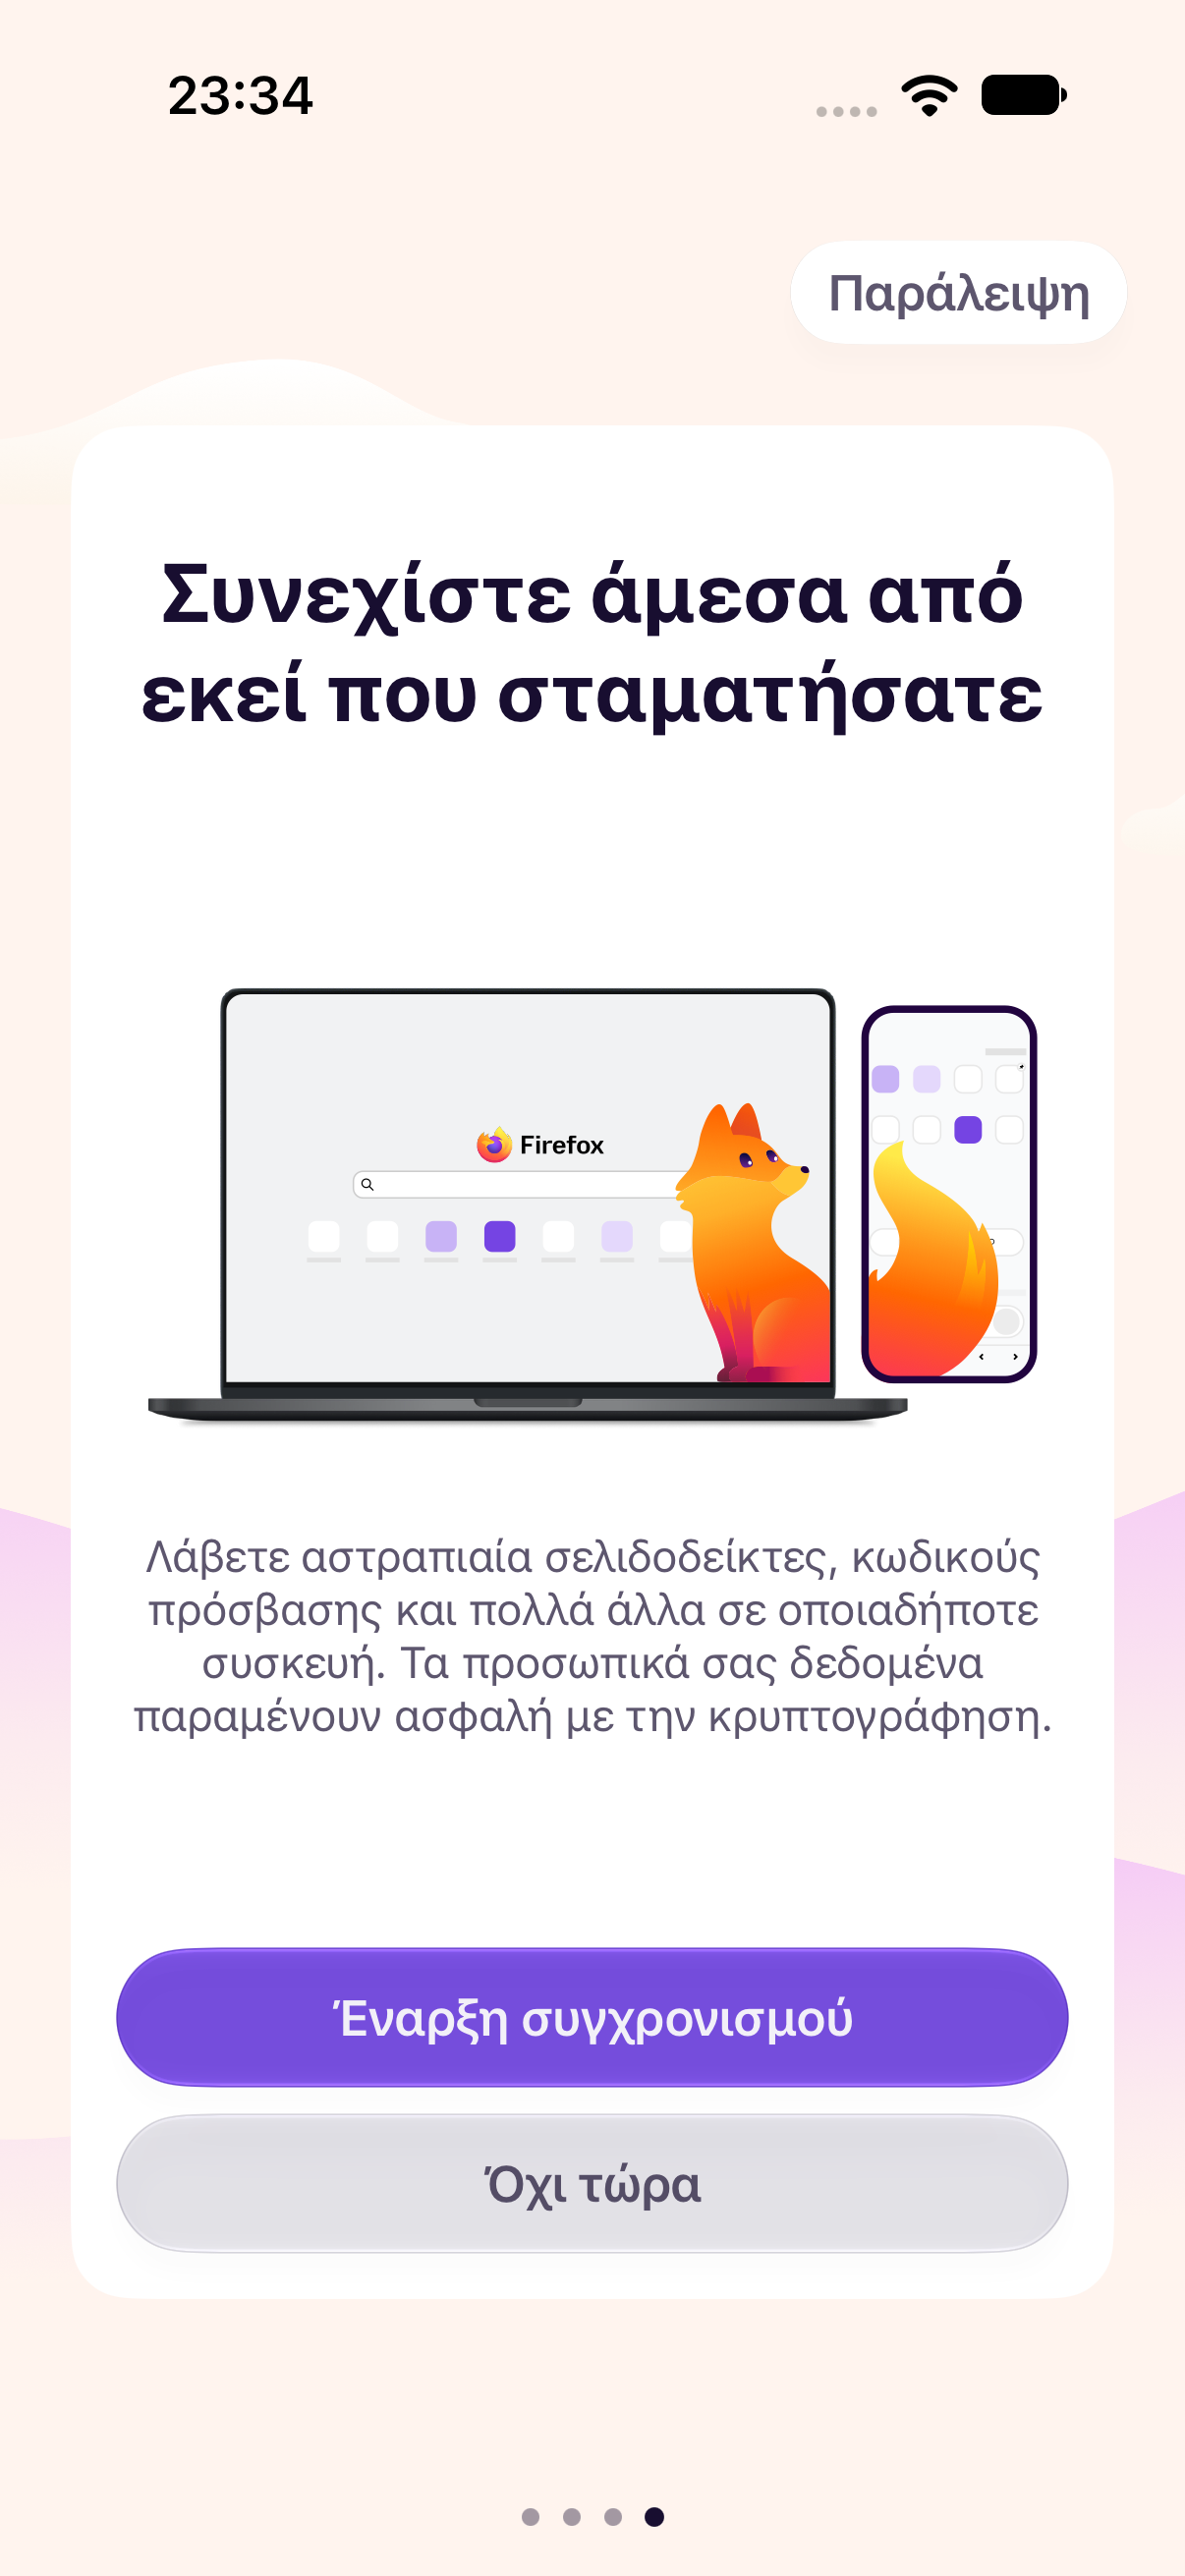 23:34
Παράλειψη
Συνεχίστε άμεσα από
εκεί που σταματήσατε
Firefox
Λάβετε αστραπιαία σελιδοδείκτες, κωδικούς
πρόσβασης και πολλά άλλα σε οποιαδήποτε
συσκευή. Τα προσωπικά σας δεδομένα
παραμένουν ασφαλή με την κρυπτογράφηση.
Έναρξη συγχρονισμού
Όχι τώρα